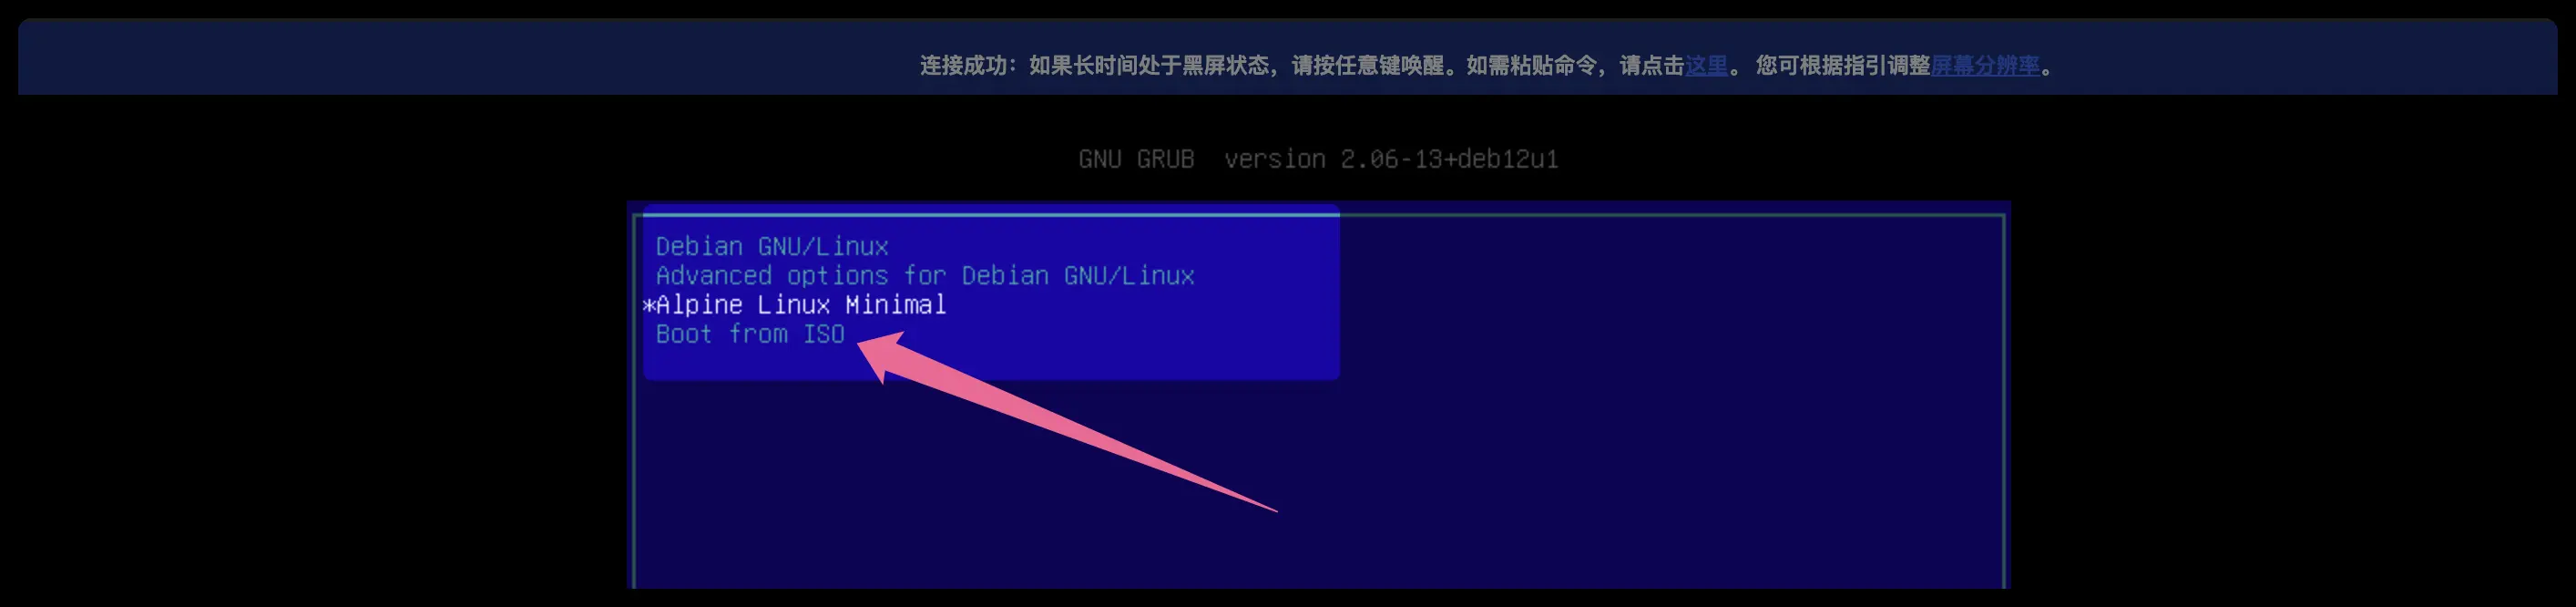 连接成功：如果长时间处于黑屏状态，请按任意键唤醒。如需粘贴命令，请点击这里。 您可根据指引调整屏幕分辨率。
GNU GRUB  version 2.06-13+deb12u1
Debian GNU/Linux
Advanced options for Debian GNU/Linux
*Alpine Linux Minimal
Boot from ISO